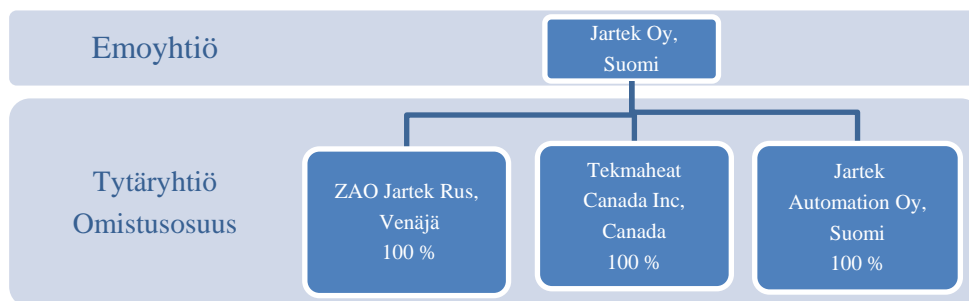 Emoyhtiö
Jartek Oy,
Suomi
Tytäryhtiö
Omistusosuus
ZAO Jartek Rus,
Venäjä
100 %
Tekmaheat
Canada Inc,
Canada
100 %
Jartek
Automation Oy,
Suomi
100 %